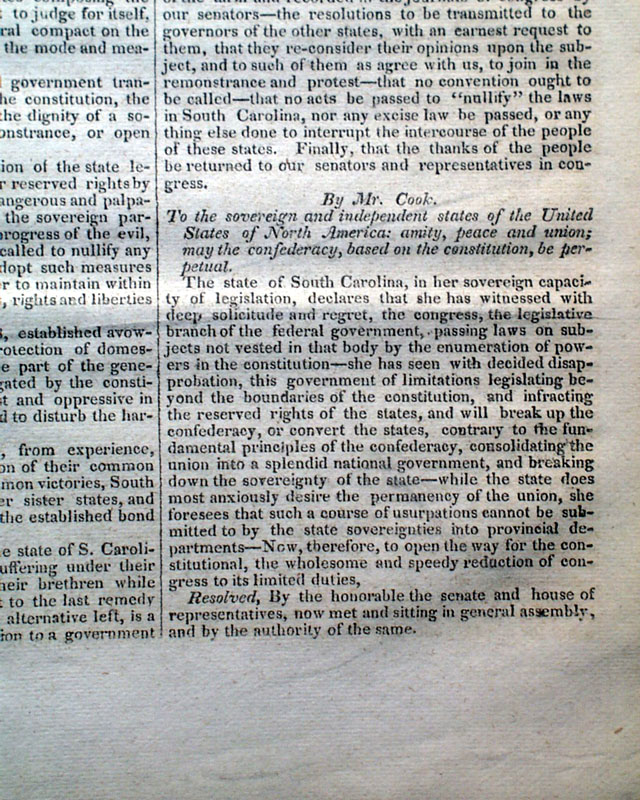 to judge for itself,
ral compact on the
the mode and mea-
government tran-
he constitution, the
the dignity of a so-
onstrance, or open
ion of the state le-
r reserved rights by
angerous and palpa-
the sovereign par-
progress of the evil,
called to nullify any
dopt such measures
er to maintain within
, rights and liberties
, established avow-
rotection of domes-
e part of the gene-
gated by the consti-
st and oppressive in
d to disturb the har-
, from experience,
on of their common
mon victories, South
er sister states, and
the established bond
e state of S. Caroli-
uffering under their
heir brethren while
t to the last remedy
alternative left, is a
ion to a government
our senators—the resolutions to be transmitted to the
governors of the other states, with an earnest request to
them, that they re-consider their opinions upon the sub-
ject, and to such of them as agree with us, to join in the
remonstrance and protest—that no convention ought to
be called—that no acts be passed to "nullify" the laws
in South Carolina, nor any excise law be passed, or any
thing else done to interrupt the intercourse of the people
of these states. Finally, that the thanks of the people
be returned to our senators and representatives in con-
gress.
By Mr. Cook.
To the sovereign and independent states of the United
States of North America: amity, peace and union;
may the confederacy, based on the constitution, be per-
petual.
The state of South Carolina, in her sovereign capaci-
ty of legislation, declares that she has witnessed with
deep solicitude and regret, the congress, the legislative
branch of the federal government, passing laws on sub-
jects not vested in that body by the enumeration of pow-
ers in the constitution—she has seen with decided disap-
probation, this government of limitations legislating be-
yond the boundaries of the constitution, and infracting
the reserved rights of the states, and will break up the
confederacy, or convert the states, contrary to the fun-
damental principles of the confederacy, consolidating the
union into a splendid national government, and breaking
down the sovereignty of the state—while the state does
most anxiously desire the permanency of the union, she
foresees that such a course of usurpations cannot be sub-
mitted to by the state sovereignties into provincial de-
partments—Now, therefore, to open the way for the con-
stitutional, the wholesome and speedy reduction of con-
gress to its limited duties,
Resolved, By the honorable the senate and house of
representatives, now met and sitting in general assembly,
and by the authority of the same.